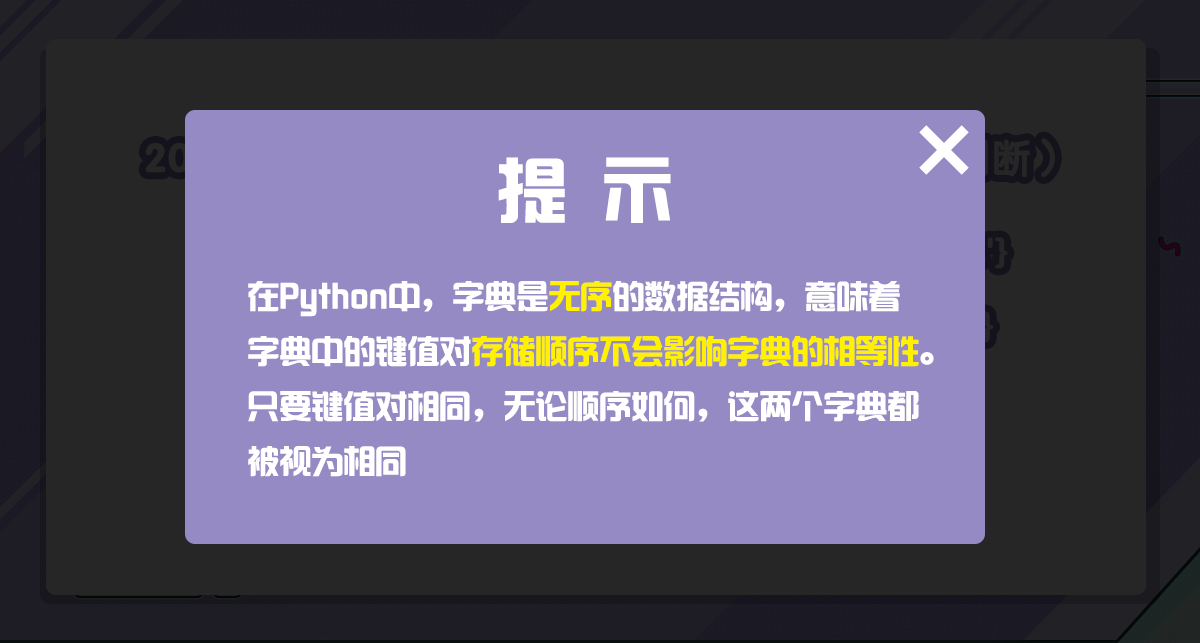 提示
在Python中，字典是无序的数据结构，意味着
字典中的键值对存储顺序不会影响字典的相等性。
只要键值对相同，无论顺序如何，这两个字典都
被视为相同
20
断）
'}
}